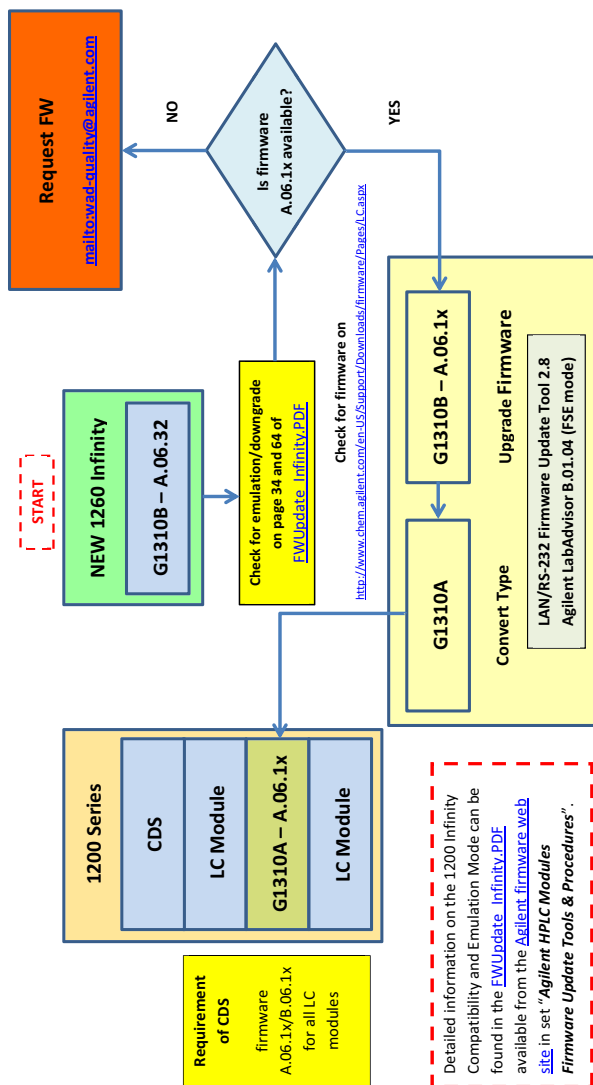 START
NEW 1260 Infinity
G1310B – A.06.32
Check for emulation/downgrade
on page 34 and 64 of
FWUpdate_Infinity.PDF
Is firmware
A.06.1x available?
NO
YES
Request FW
mailto:wad-quality@agilent.com
Check for firmware on
http://www.chem.agilent.com/en-US/Support/Downloads/firmware/Pages/LC.aspx
G1310B – A.06.1x
Upgrade Firmware
G1310A
Convert Type
LAN/RS-232 Firmware Update Tool 2.8
Agilent LabAdvisor B.01.04 (FSE mode)
1200 Series
CDS
LC Module
G1310A – A.06.1x
LC Module
Requirement
of CDS
firmware
A.06.1x/B.06.1x
for all LC
modules
Detailed information on the 1200 Infinity
Compatibility and Emulation Mode can be
found in the FWUpdate_Infinity.PDF
available from the Agilent firmware web
site in set “Agilent HPLC Modules
Firmware Update Tools & Procedures”.